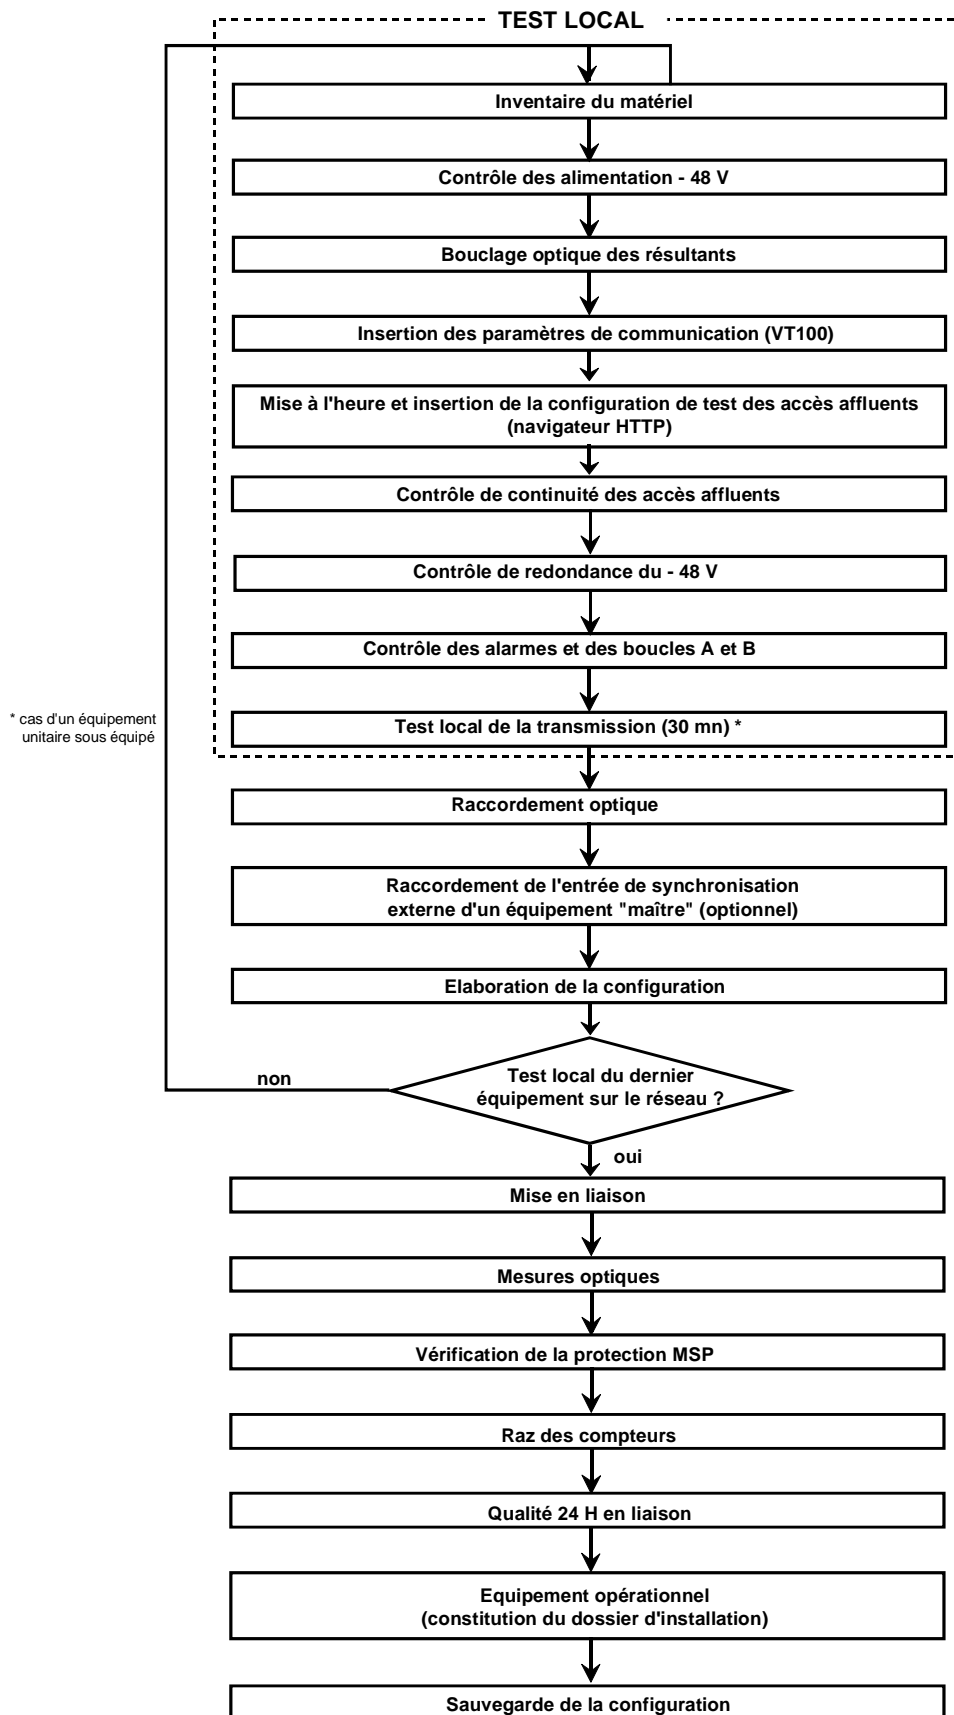 TEST LOCAL
Inventaire du matériel
Contrôle des alimentation - 48 V
Bouclage optique des résultants
Insertion des paramètres de communication (VT100)
Mise à l'heure et insertion de la configuration de test des accès affluents
(navigateur HTTP)
Contrôle de continuité des accès affluents
Contrôle de redondance du - 48 V
Contrôle des alarmes et des boucles A et B
* cas d'un équipement
unitaire sous équipé
Test local de la transmission (30 mn) *
Raccordement optique
Raccordement de l'entrée de synchronisation
externe d'un équipement "maître" (optionnel)
Elaboration de la configuration
non
Test local du dernier
équipement sur le réseau ?
oui
Mise en liaison
Mesures optiques
Vérification de la protection MSP
Raz des compteurs
Qualité 24 H en liaison
Equipement opérationnel
(constitution du dossier d'installation)
Sauvegarde de la configuration